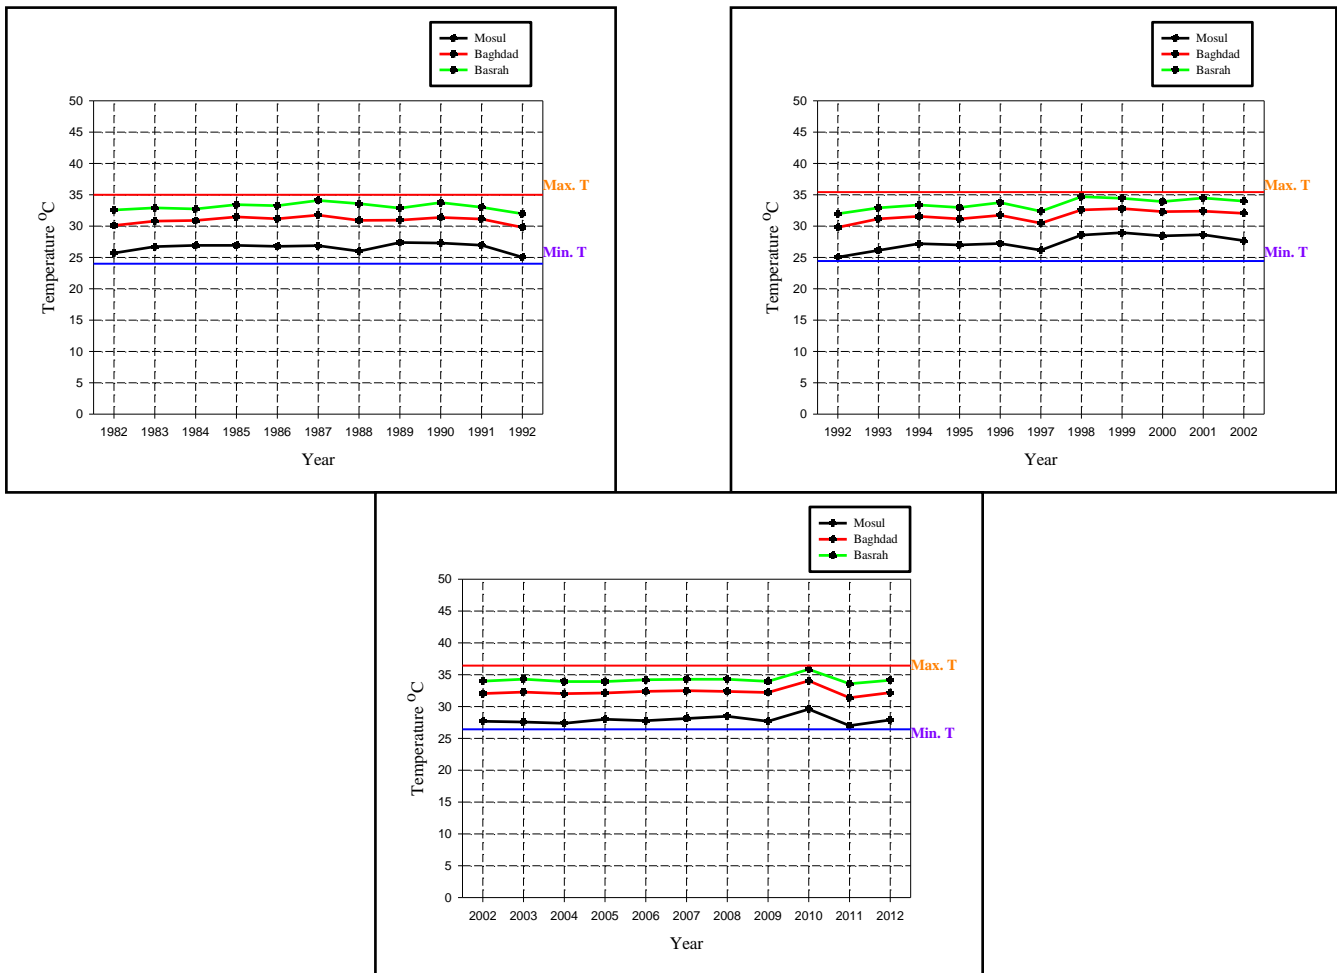 Mosul
Baghdad
Basrah
50
45
40
35
30
25
20
15
10
5
0
Temperature °C
Max. T
Min. T
1982 1983 1984 1985 1986 1987 1988 1989 1990 1991 1992
Year
Mosul
Baghdad
Basrah
50
45
40
35
30
25
20
15
10
5
0
Temperature °C
Max. T
Min. T
1992 1993 1994 1995 1996 1997 1998 1999 2000 2001 2002
Year
Mosul
Baghdad
Basrah
50
45
40
35
30
25
20
15
10
5
0
Temperature °C
Max. T
Min. T
2002 2003 2004 2005 2006 2007 2008 2009 2010 2011 2012
Year